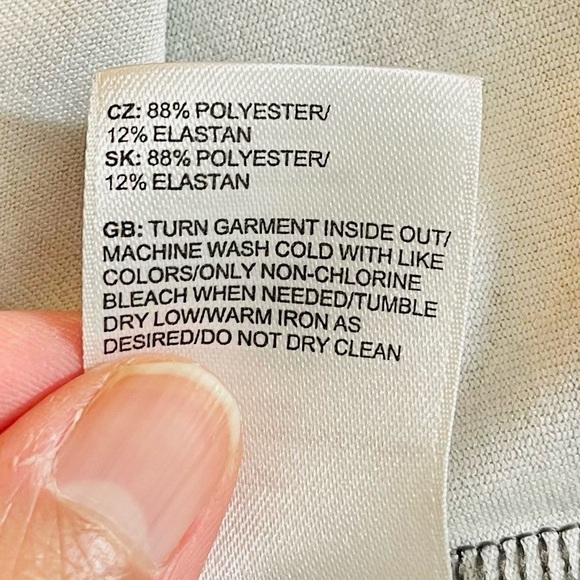 CZ: 88% POLYESTER/
12% ELASTAN
SK: 88% POLYESTER/
12% ELASTAN
GB: TURN GARMENT INSIDE OUT/
MACHINE WASH COLD WITH LIKE
COLORS/ONLY NON-CHLORINE
BLEACH WHEN NEEDED/TUMBLE
DRY LOW/WARM IRON AS
DESIRED/DO NOT DRY CLEAN